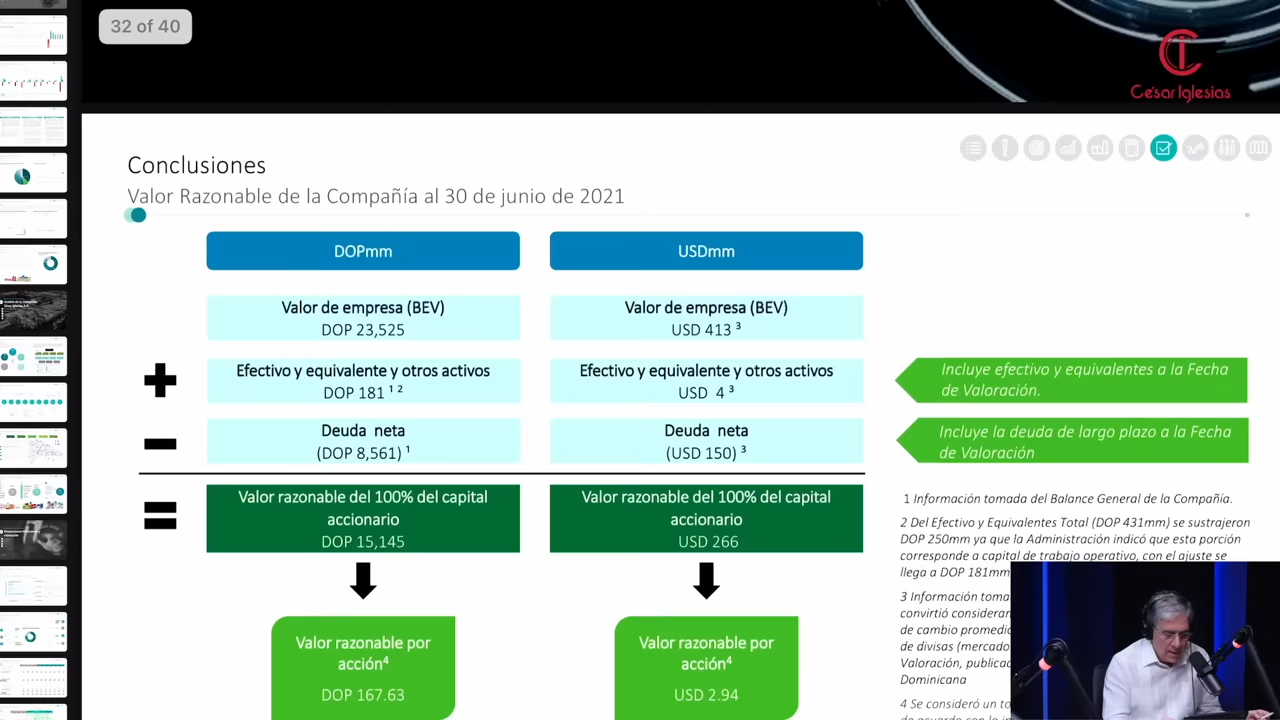 32 of 40
César Iglesias
Conclusiones
Valor Razonable de la Compañía al 30 de junio de 2021
DOPmm
USDmm
Valor de empresa (BEV)
DOP 23,525
Valor de empresa (BEV)
USD 413 ³
Efectivo y equivalente y otros activos
DOP 181 ¹ ²
Efectivo y equivalente y otros activos
USD 4 ³
Incluye efectivo y equivalentes a la Fecha
de Valoración.
Deuda neta
(DOP 8,561) ¹
Deuda neta
(USD 150) ³
Incluye la deuda de largo plazo a la Fecha
de Valoración
Valor razonable del 100% del capital
accionario
DOP 15,145
Valor razonable del 100% del capital
accionario
USD 266
Valor razonable por
acción⁴
DOP 167.63
Valor razonable por
acción⁴
USD 2.94
1 Información tomada del Balance General de la Compañía.
2 Del Efectivo y Equivalentes Total (DOP 431mm) se sustrajeron
DOP 250mm ya que la Administración indicó que esta porción
corresponde a capital de trabajo operativo, con el ajuste se
llega a DOP 181mm
3 Información toma
convirtió consideran
de cambio promedi
de divisas (mercado
Valoración, publicad
Dominicana
4 Se consideró un to